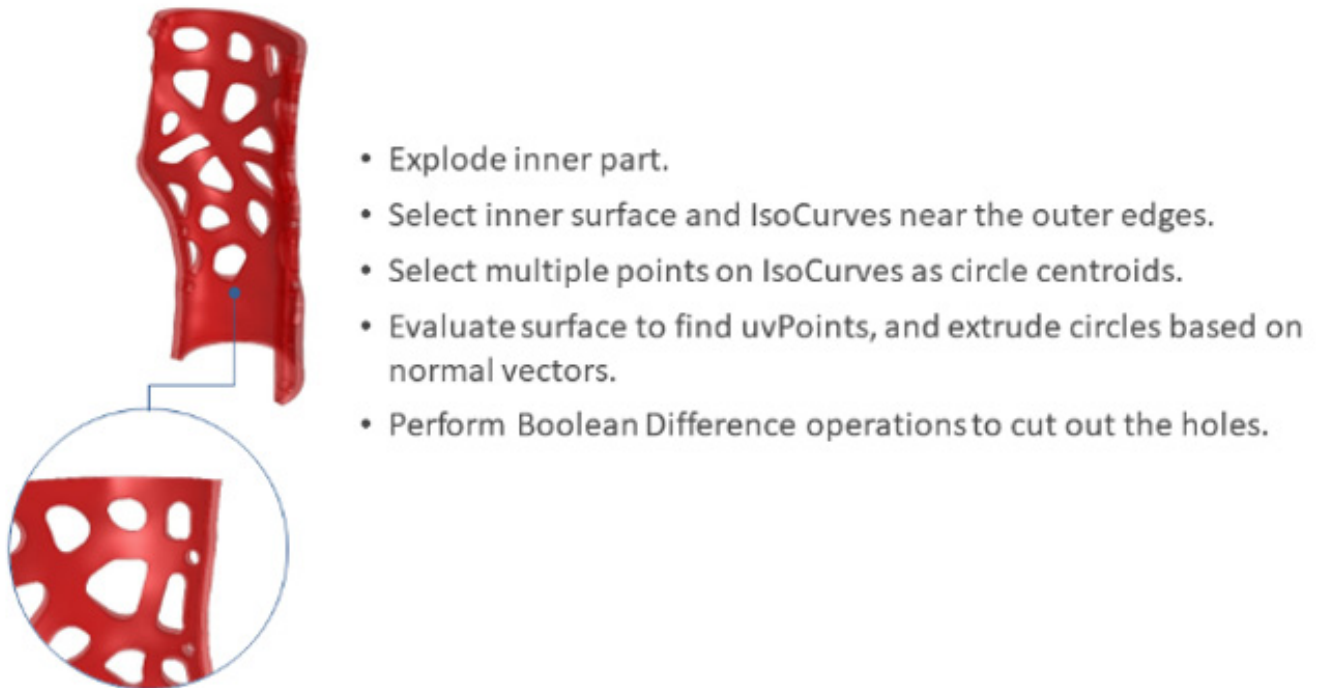 • Explode inner part.
• Select inner surface and IsoCurves near the outer edges.
• Select multiple points on IsoCurves as circle centroids.
• Evaluate surface to find uvPoints, and extrude circles based on
normal vectors.
• Perform Boolean Difference operations to cut out the holes.